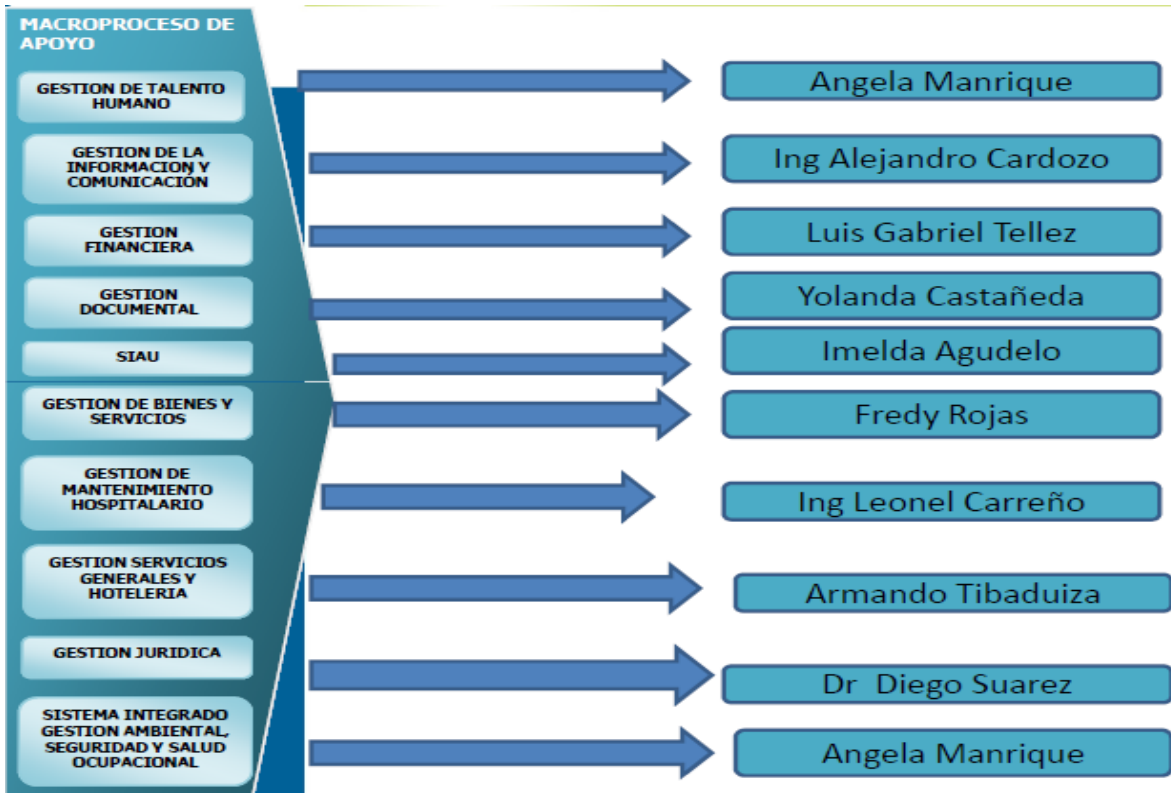 MACROPROCESO DE
APOYO
GESTION DE TALENTO
HUMANO
Angela Manrique
GESTION DE LA
INFORMACION Y
COMUNICACIÓN
Ing Alejandro Cardozo
GESTION
FINANCIERA
Luis Gabriel Tellez
GESTION
DOCUMENTAL
Yolanda Castañeda
SIAU
Imelda Agudelo
GESTION DE BIENES Y
SERVICIOS
Fredy Rojas
GESTION DE
MANTENIMIENTO
HOSPITALARIO
Ing Leonel Carreño
GESTION SERVICIOS
GENERALES Y
HOTELERIA
Armando Tibaduiza
GESTION JURIDICA
Dr Diego Suarez
SISTEMA INTEGRADO
GESTION AMBIENTAL,
SEGURIDAD Y SALUD
OCUPACIONAL
Angela Manrique